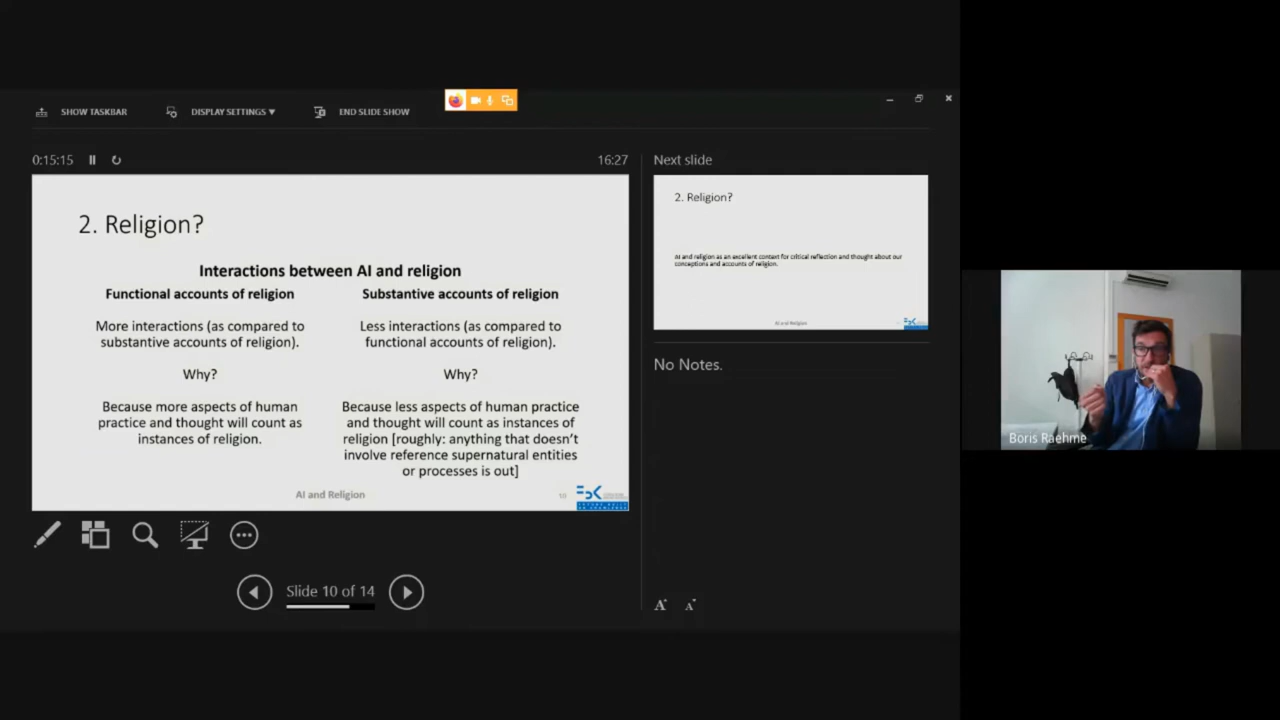 SHOW TASKBAR
DISPLAY SETTINGS ▼
END SLIDE SHOW
0:15:15
16:27
Next slide
2. Religion?
Interactions between AI and religion
Functional accounts of religion
More interactions (as compared to
substantive accounts of religion).
Why?
Because more aspects of human
practice and thought will count as
instances of religion.
Substantive accounts of religion
Less interactions (as compared to
functional accounts of religion).
Why?
Because less aspects of human practice
and thought will count as instances of
religion [roughly: anything that doesn't
involve reference supernatural entities
or processes is out]
AI and Religion
10
FBK
2. Religion?
AI and religion as an excellent context for critical reflection and thought about our
conceptions and accounts of religion.
AI and Religion
No Notes.
Slide 10 of 14
A A
Boris Raehme